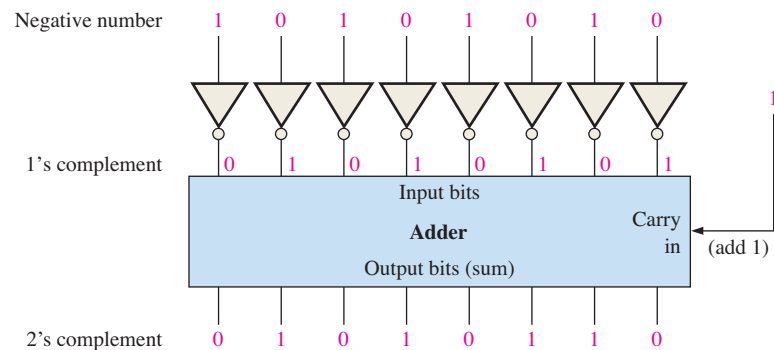 Negative number 1 0 1 0 1 0 1 0
1
1's complement 0 1 0 1 0 1 0 1
Input bits
Carry
Adder
in
(add 1)
Output bits (sum)
2's complement 0 1 0 1 0 1 1 0